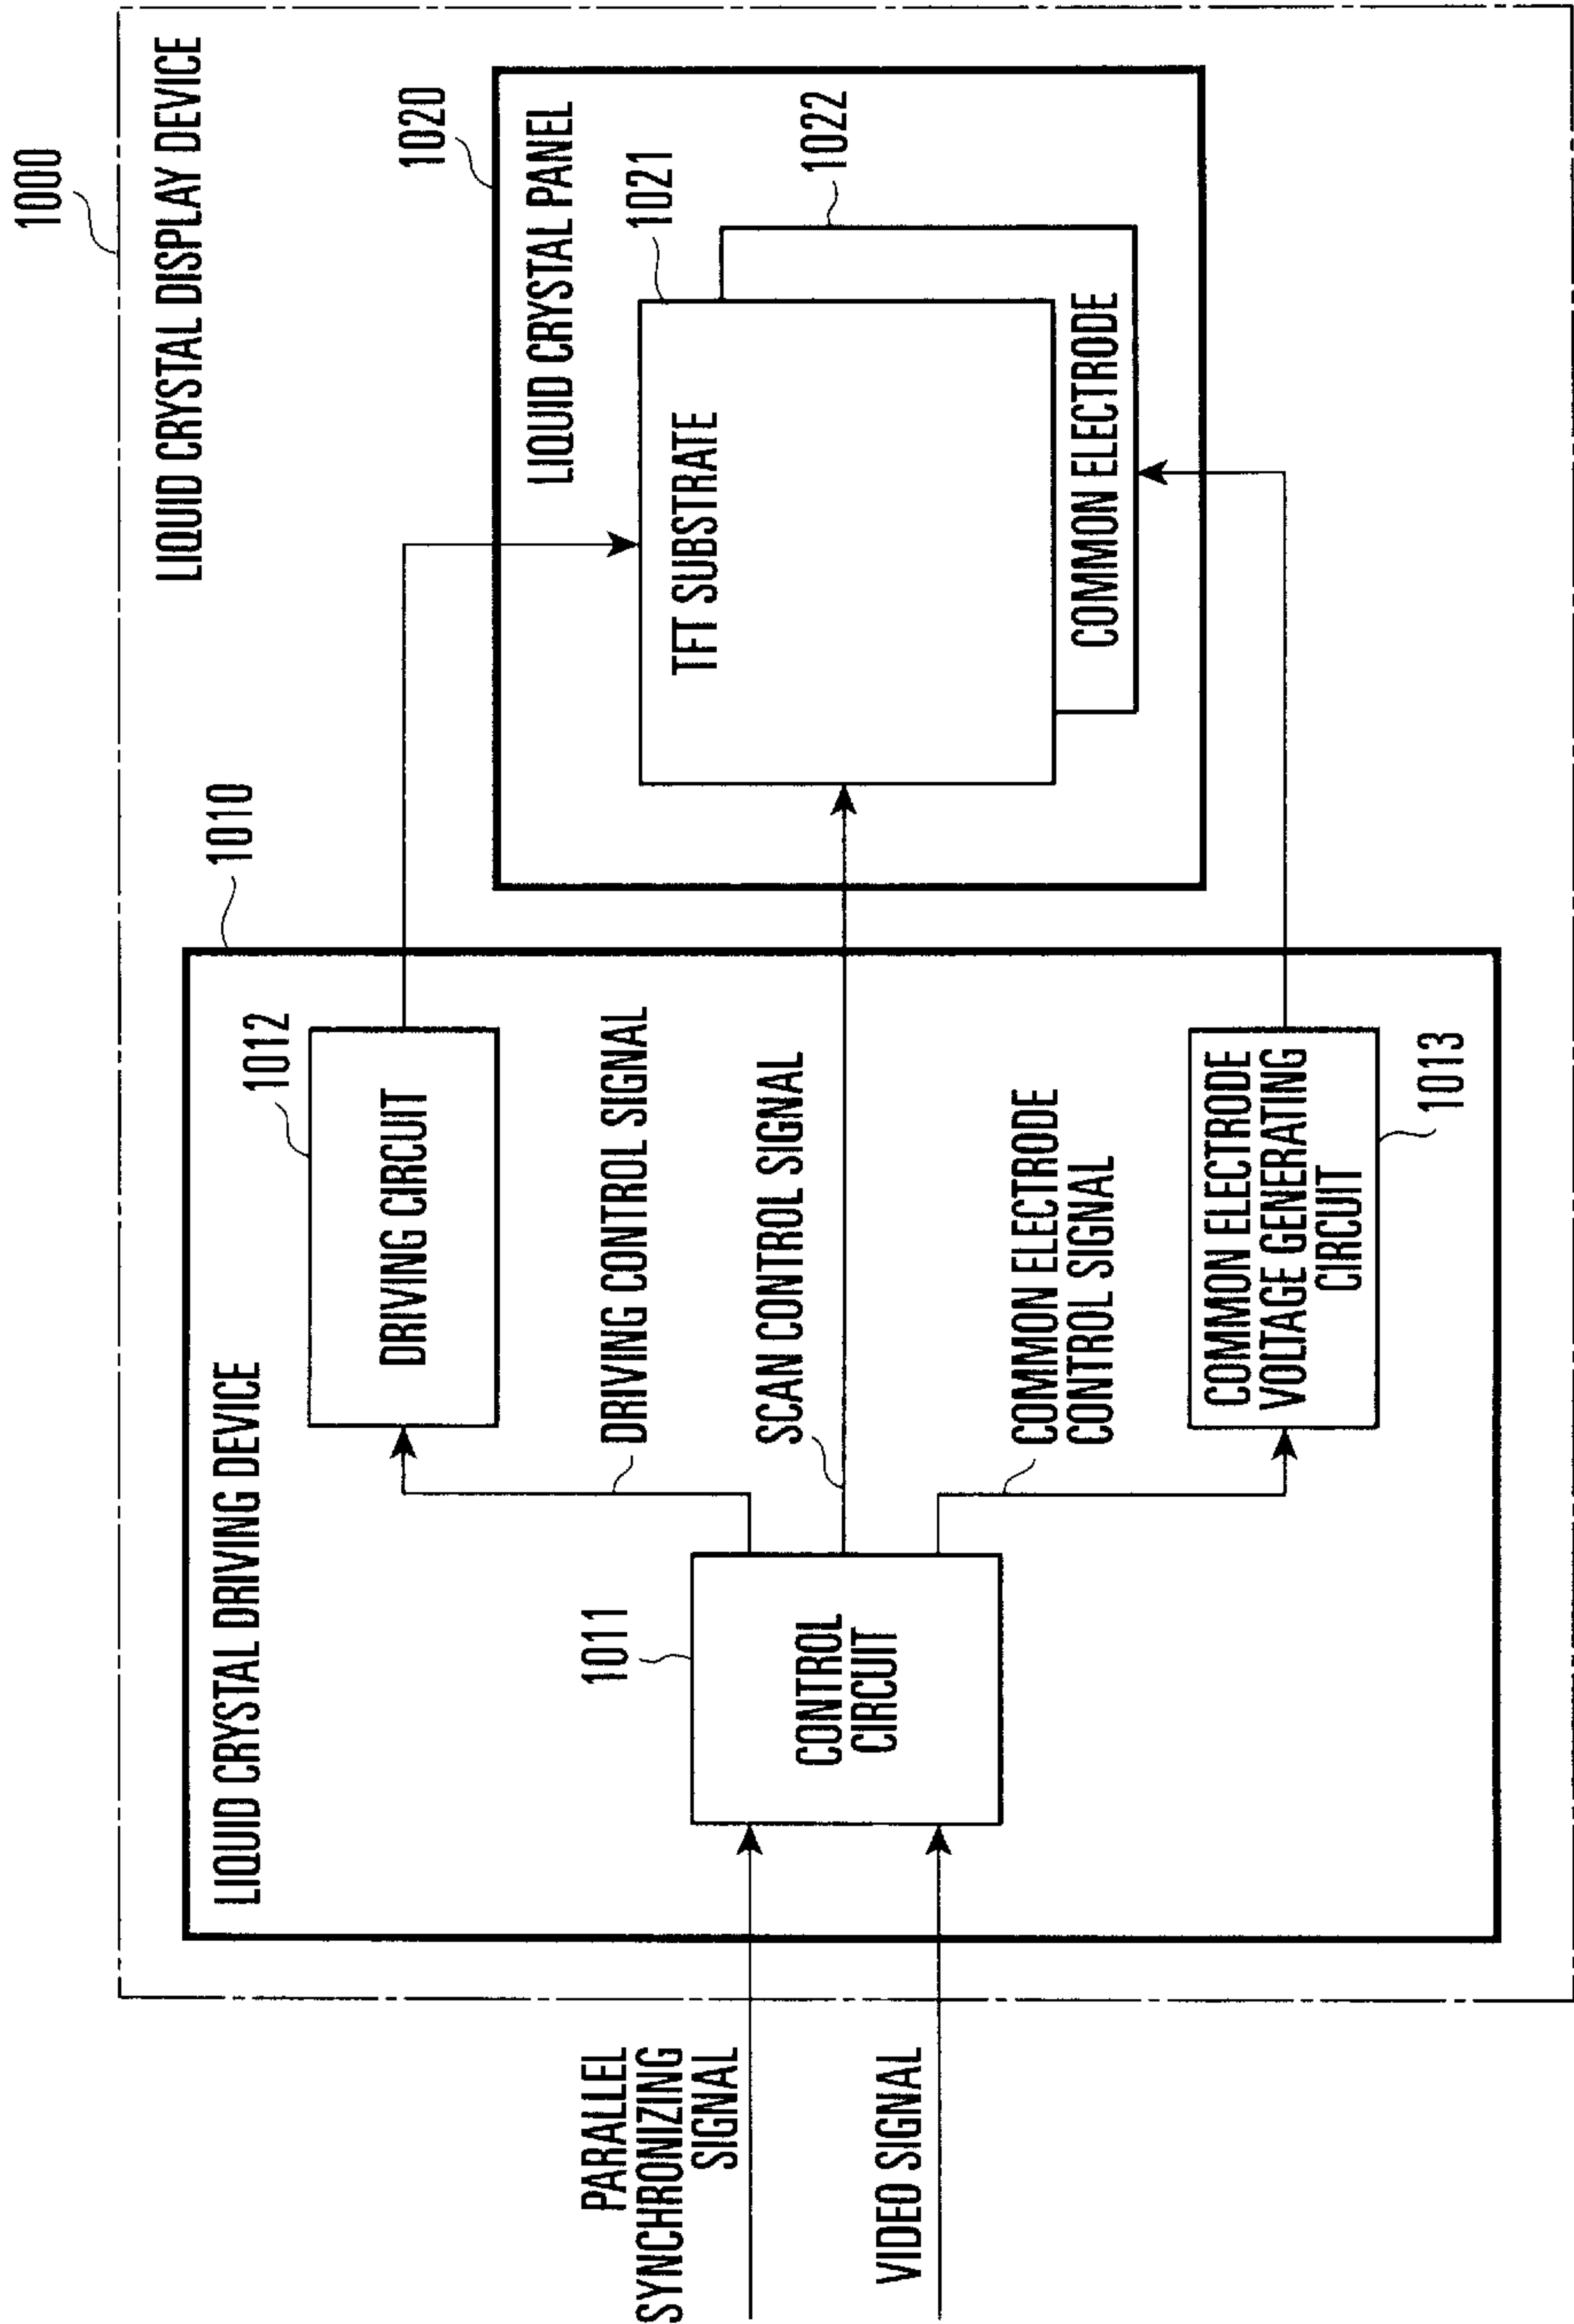 1000
LIQUID CRYSTAL DISPLAY DEVICE
1010
LIQUID CRYSTAL DRIVING DEVICE
1012
DRIVING CIRCUIT
DRIVING CONTROL SIGNAL
1020
LIQUID CRYSTAL PANEL
1021
TFT SUBSTRATE
1022
COMMON ELECTRODE
PARALLEL
SYNCHRONIZING
SIGNAL
VIDEO SIGNAL
1011
CONTROL
CIRCUIT
SCAN CONTROL SIGNAL
COMMON ELECTRODE
CONTROL SIGNAL
COMMON ELECTRODE
VOLTAGE GENERATING
CIRCUIT
1013